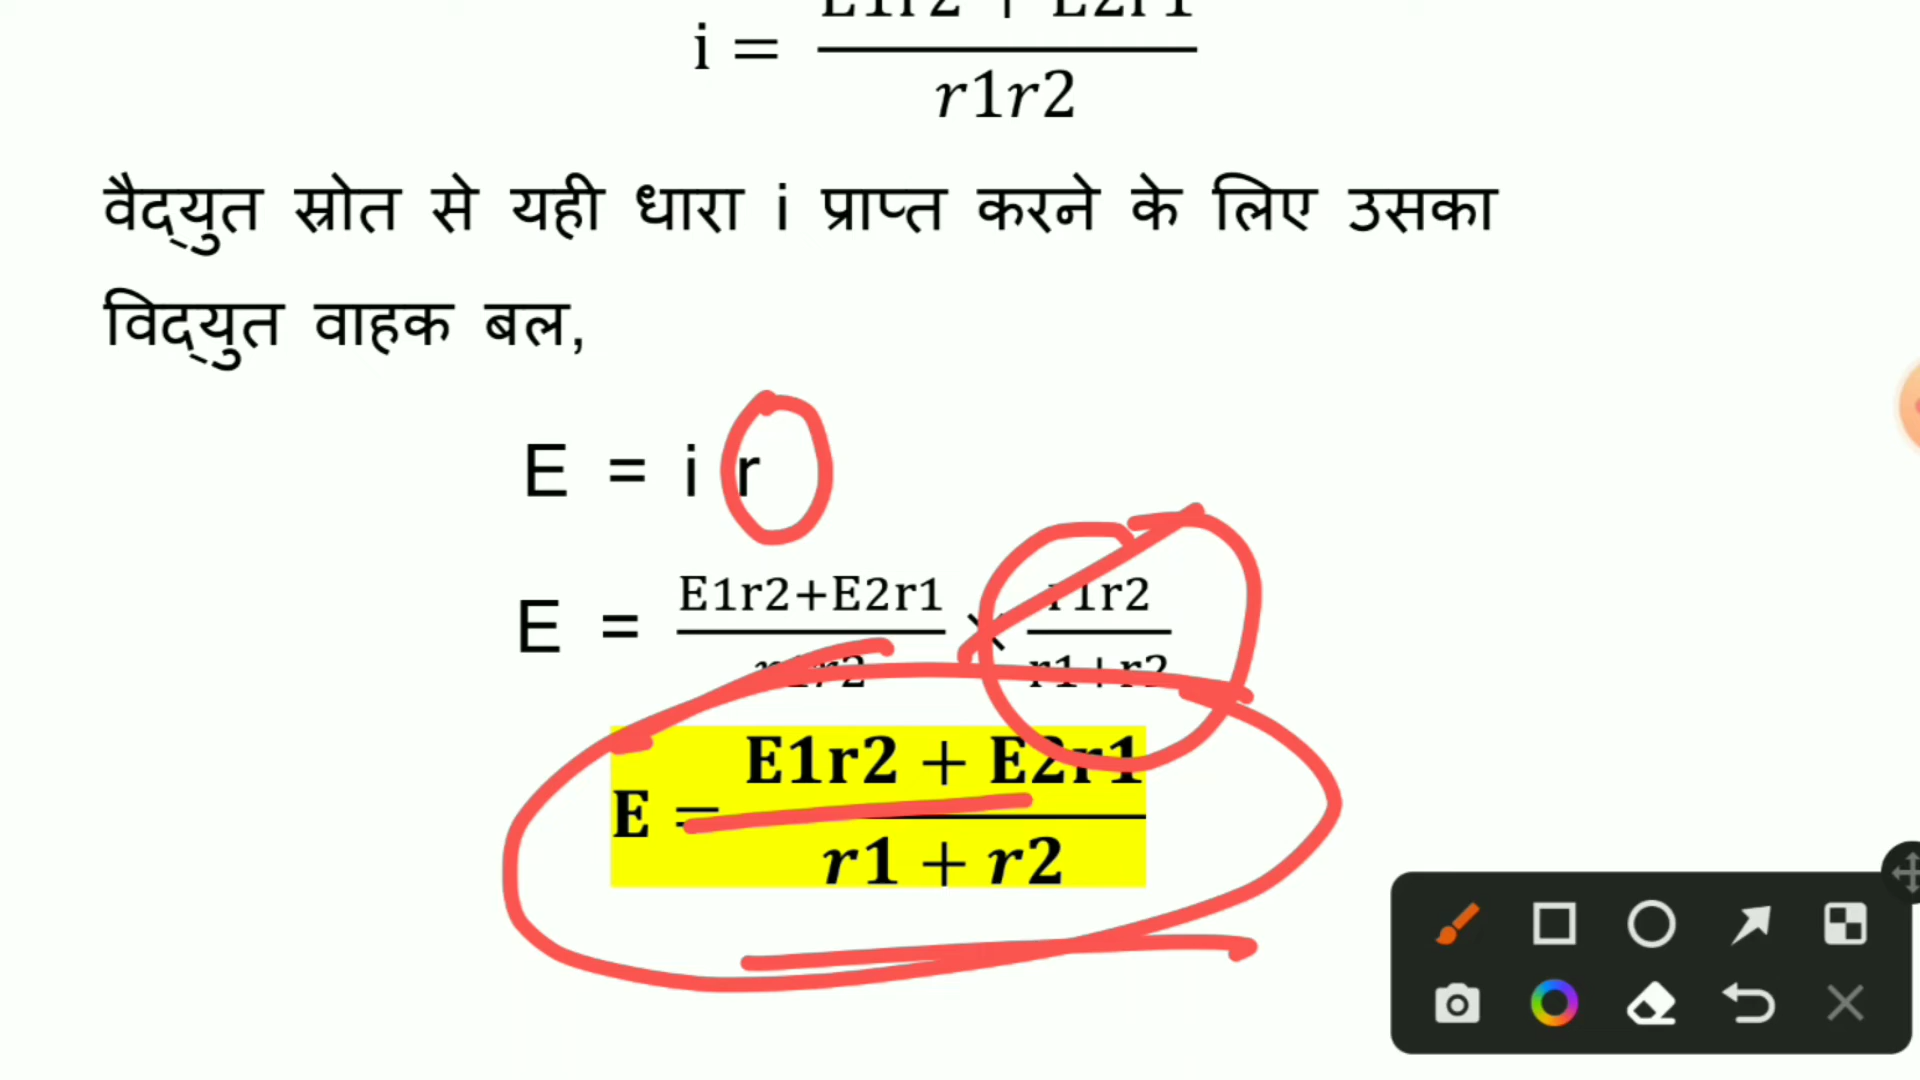 i = E1r2 + E2r1 / r1r2
वैद्युत स्रोत से यही धारा i प्राप्त करने के लिए उसका
विद्युत वाहक बल,
E = i r
E = E1r2+E2r1 / r1r2 × r1r2 / r1+r2
E = E1r2 + E2r1 / r1 + r2